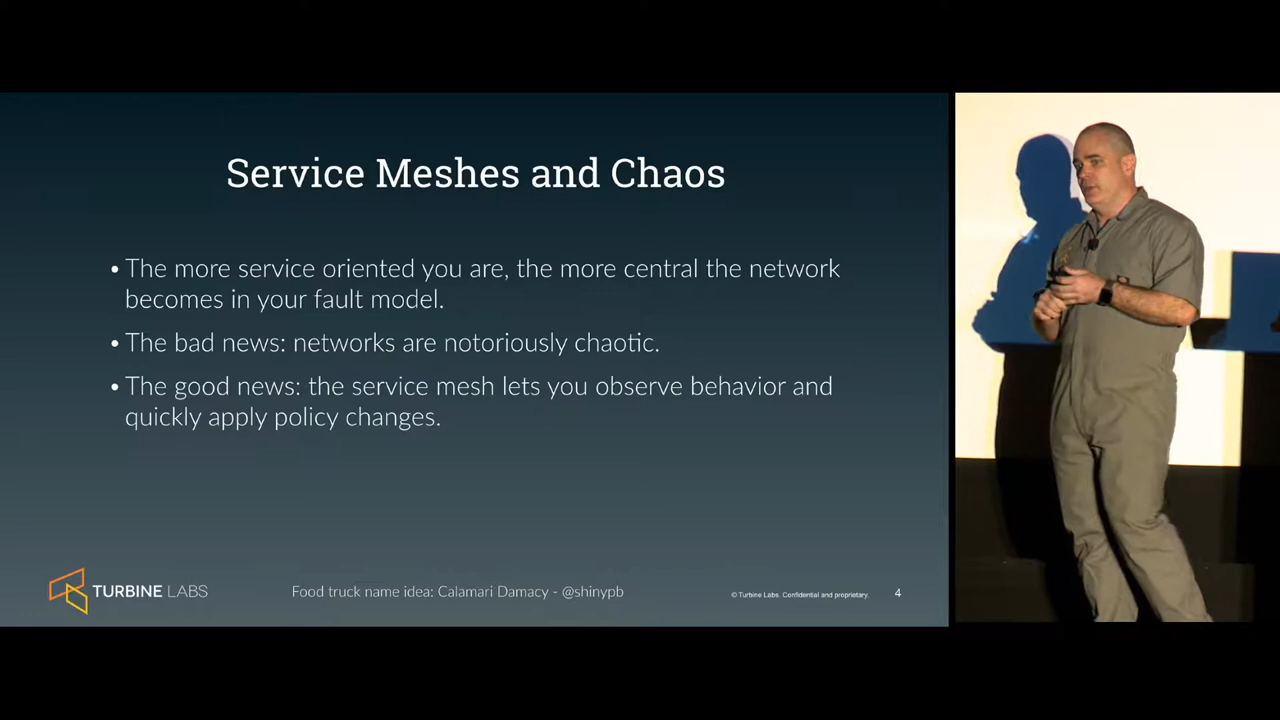 Service Meshes and Chaos
• The more service oriented you are, the more central the network
becomes in your fault model.
• The bad news: networks are notoriously chaotic.
• The good news: the service mesh lets you observe behavior and
quickly apply policy changes.
TURBINE LABS
Food truck name idea: Calamari Damacy - @shinypb
© Turbine Labs. Confidential and proprietary.
4